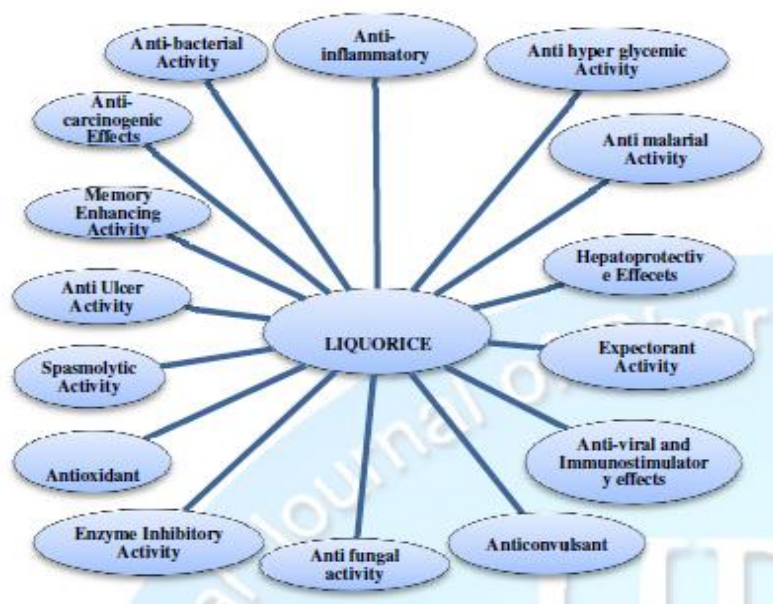 Anti-
inflammatory
Anti-bacterial
Activity
Anti hyper glycemic
Activity
Anti-
carcinogenic
Effects
Anti malarial
Activity
Memory
Enhancing
Activity
Hepatoprotectiv
e Effecets
Anti Ulcer
Activity
LIQUORICE
Expectorant
Activity
Spasmolytic
Activity
Anti-viral and
Immunostimulator
y effects
Antioxidant
Enzyme Inhibitory
Activity
Anti fungal
activity
Anticonvulsant
Journal of